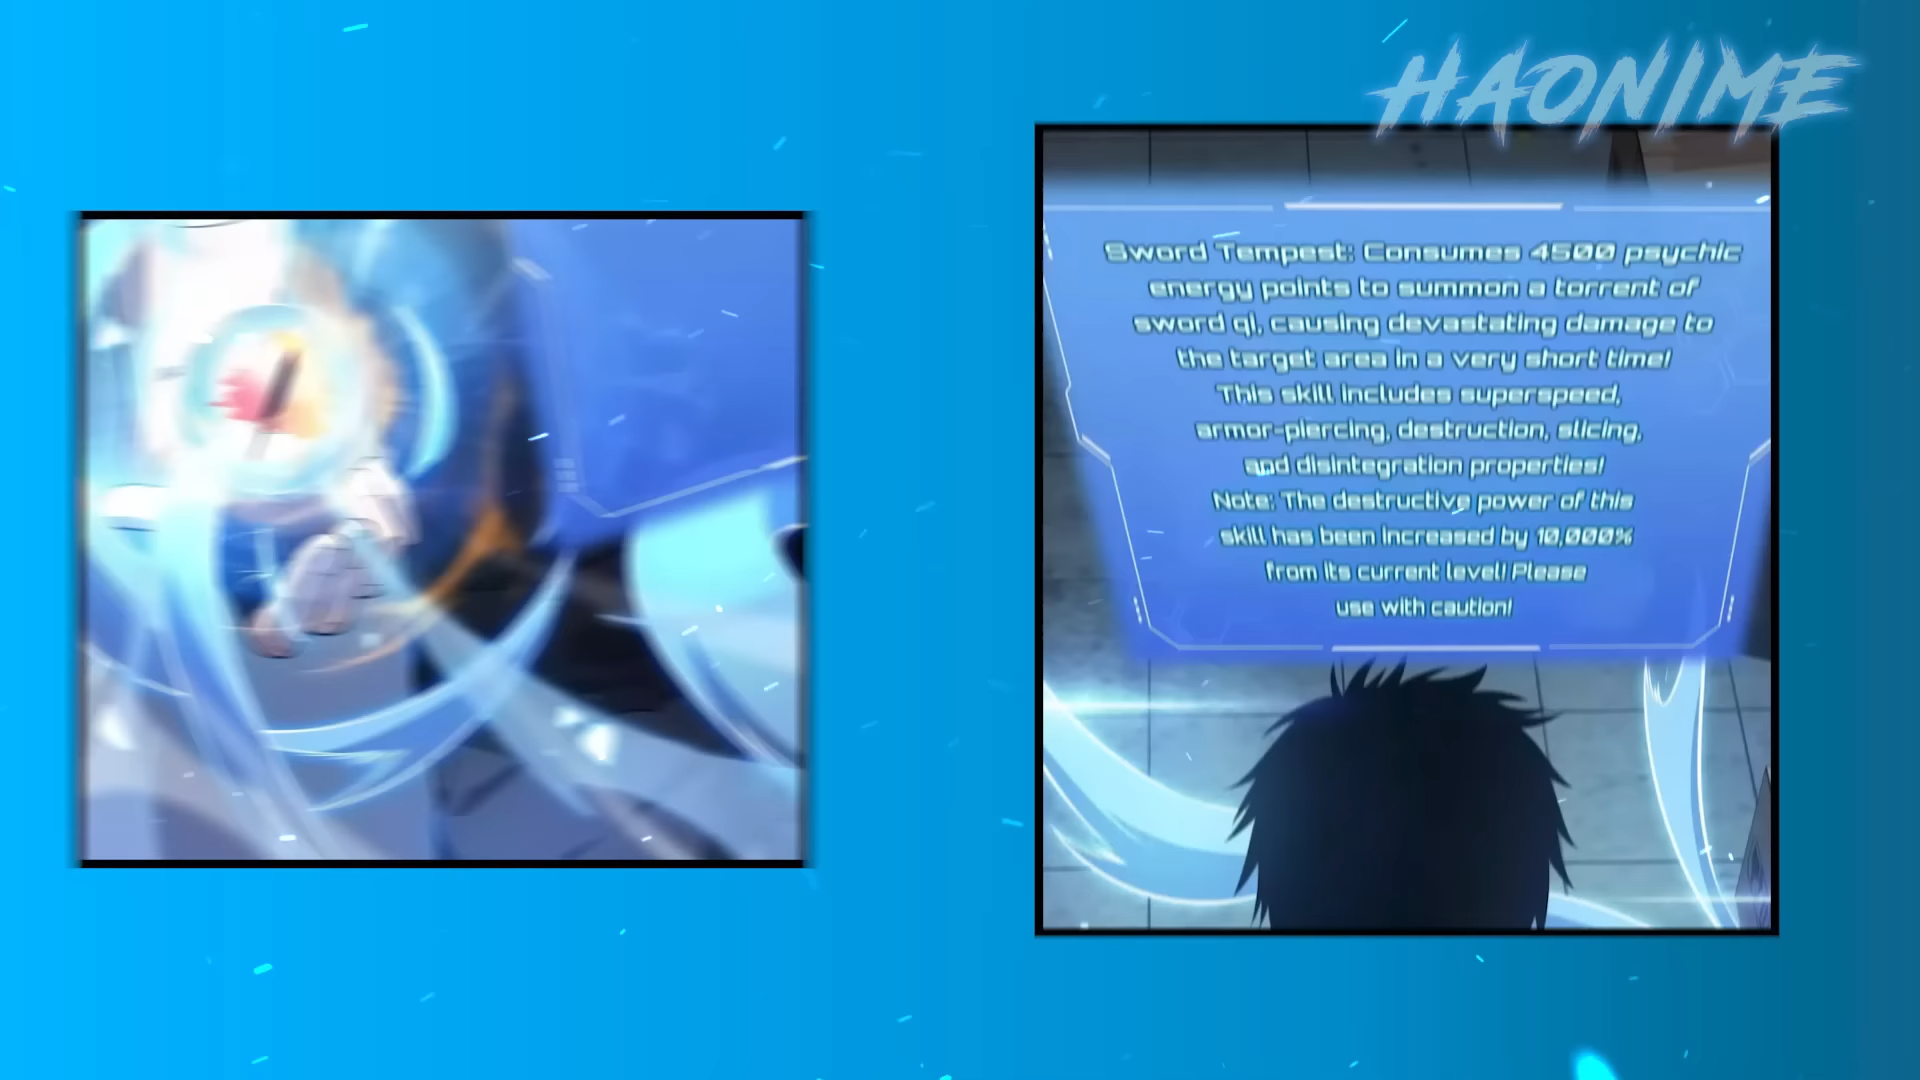 HAONIME
Sword Tempest: Consumes 4500 psychic
energy points to summon a torrent of
sword qi, causing devastating damage to
the target area in a very short time!
This skill includes superspeed,
armor-piercing, destruction, slicing,
and disintegration properties!
Note: The destructive power of this
skill has been increased by 10,000%
from its current level! Please
use with caution!